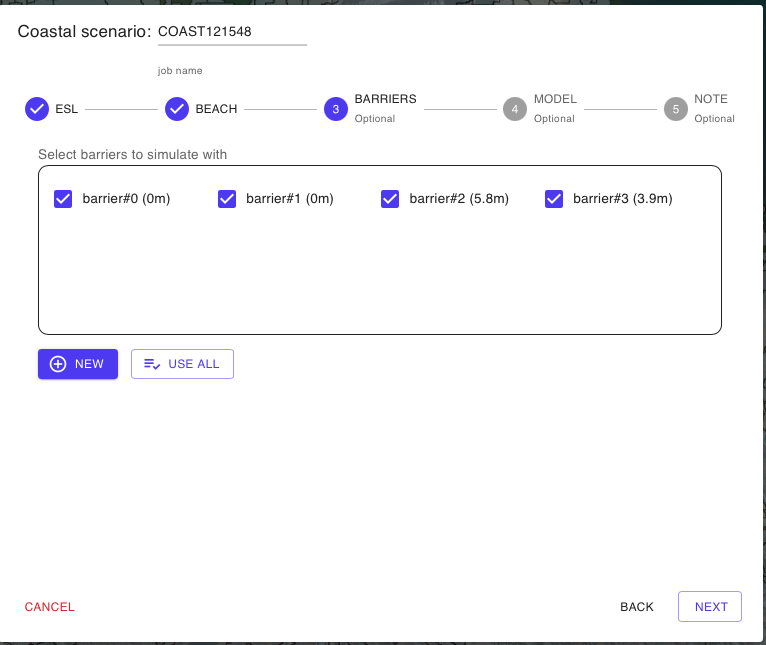 Coastal scenario: COAST121548
job name
ESL BEACH 3 BARRIERS Optional 4 MODEL Optional 5 NOTE Optional
Select barriers to simulate with
barrier#0 (0m) barrier#1 (0m) barrier#2 (5.8m) barrier#3 (3.9m)
NEW USE ALL
CANCEL BACK NEXT